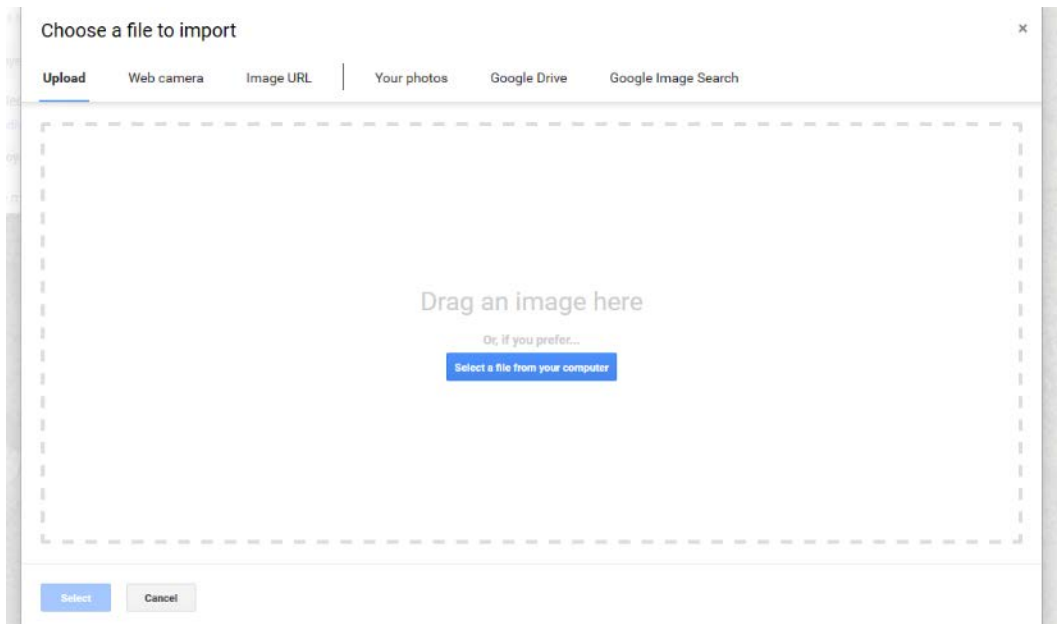 Choose a file to import
×
Upload Web camera Image URL Your photos Google Drive Google Image Search
Drag an image here
Or, if you prefer...
Select a file from your computer
Select Cancel